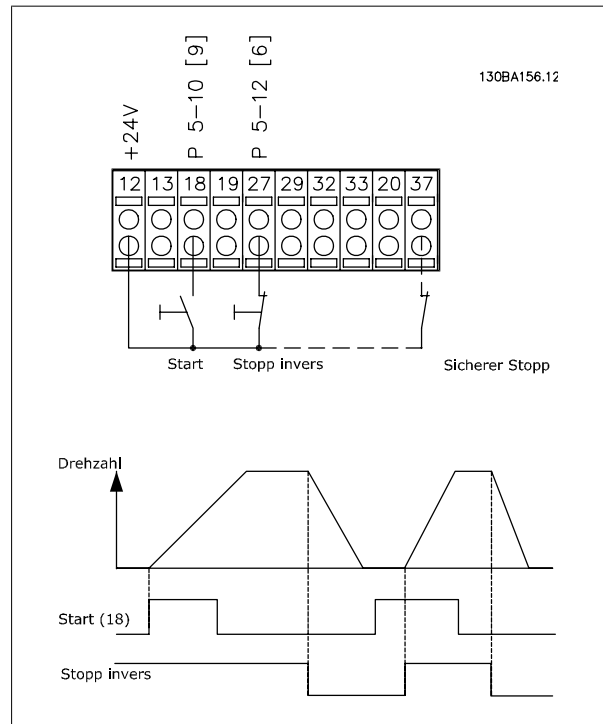 +24V
P 5-10 [9]
P 5-12 [6]
130BA156.12
12 13 18 19 27 29 32 33 20 37
Start
Stopp invers
Sicherer Stopp
Drehzahl
Start (18)
Stopp invers